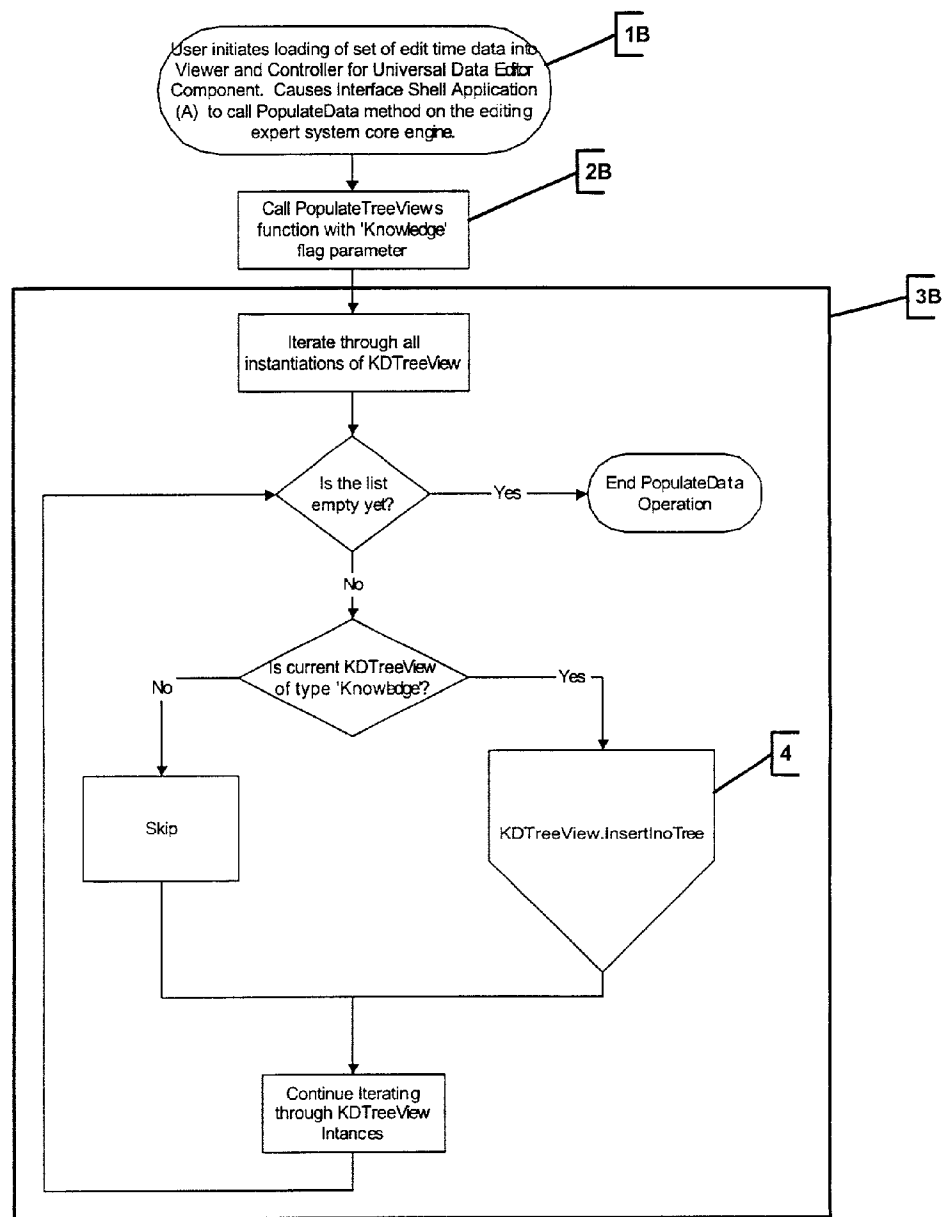 User initiates loading of set of edit time data into
Viewer and Controller for Universal Data Editor
Component. Causes Interface Shell Application
(A) to call PopulateData method on the editing
expert system core engine.
1B
2B
Call PopulateTreeViews
function with 'Knowledge'
flag parameter
3B
Iterate through all
instantiations of KDTreeView
Is the list
empty yet?
Yes
End PopulateData
Operation
No
Is current KDTreeView
of type 'Knowledge'?
No
Yes
4
Skip
KDTreeView.InsertInoTree
Continue Iterating
through KDTreeView
Intances